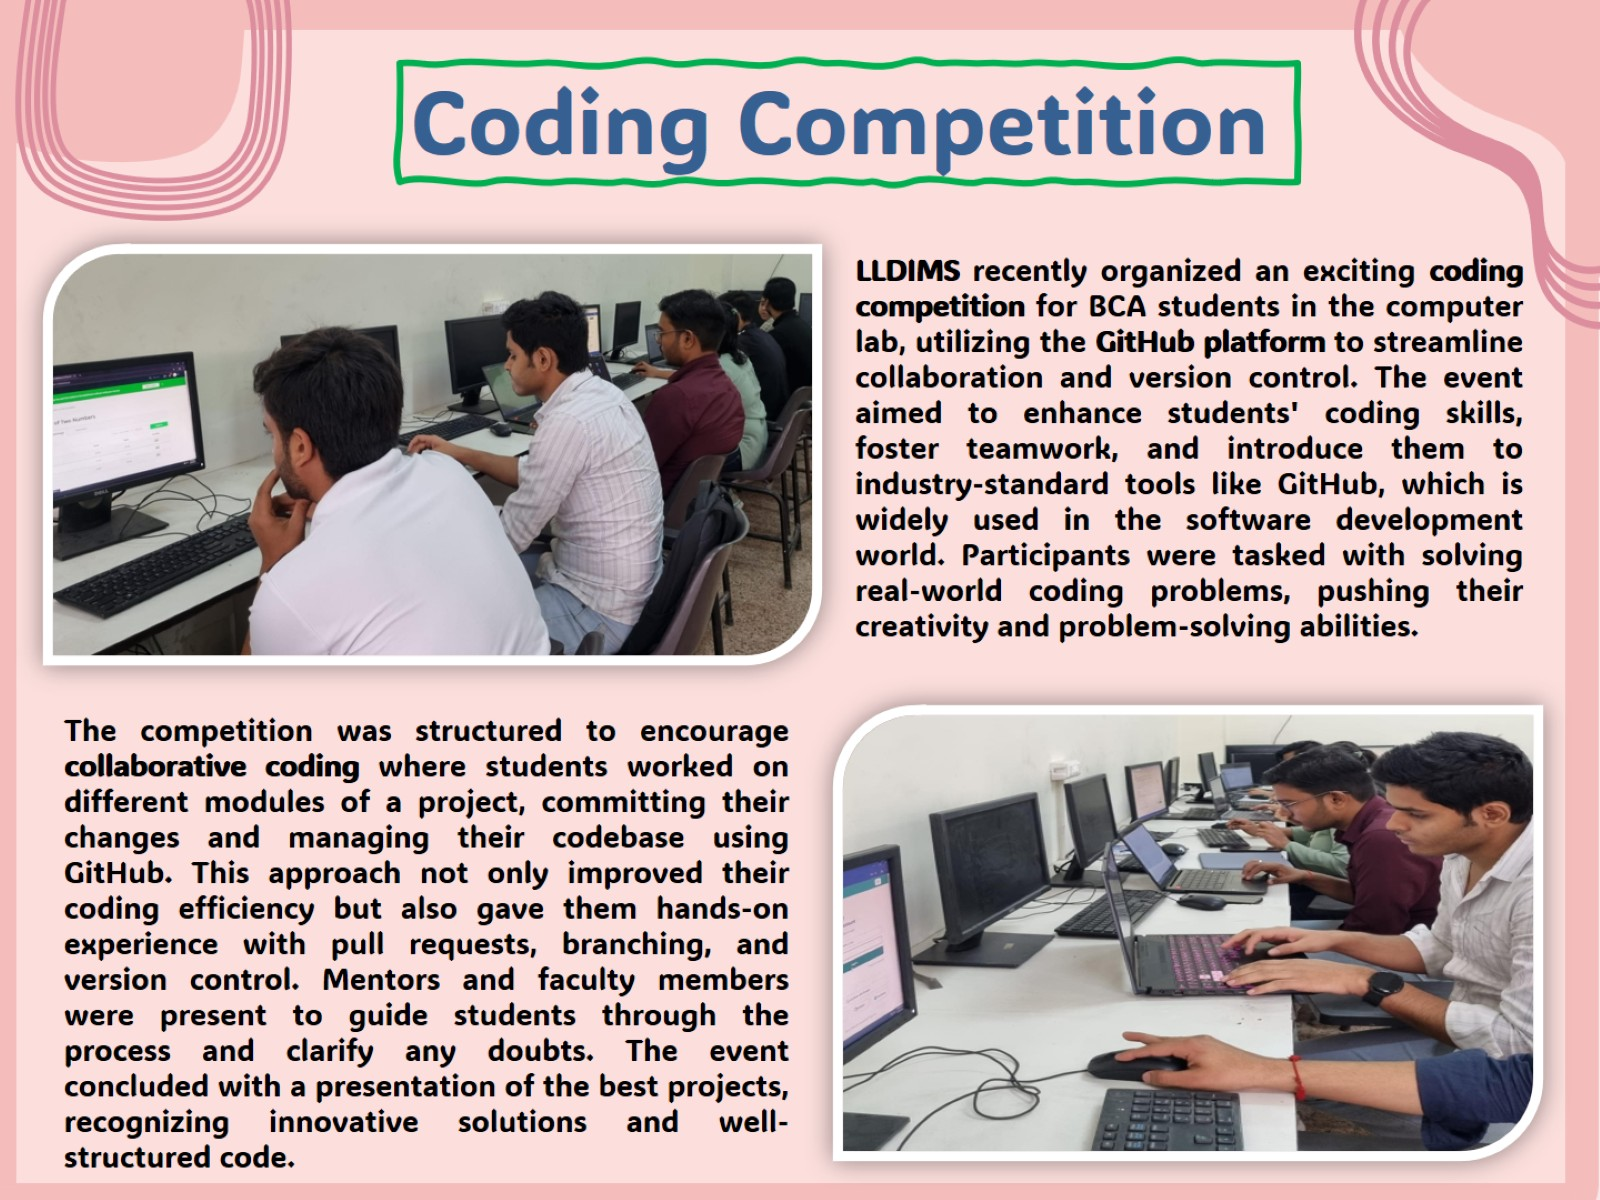 Coding Competition
LLDIMS recently organized an exciting coding
competition for BCA students in the computer
lab, utilizing the GitHub platform to streamline
collaboration and version control. The event
aimed to enhance students' coding skills,
foster teamwork, and introduce them to
industry-standard tools like GitHub, which is
widely used in the software development
world. Participants were tasked with solving
real-world coding problems, pushing their
creativity and problem-solving abilities.
of Two Numbers
DELL
The competition was structured to encourage
collaborative coding where students worked on
different modules of a project, committing their
changes and managing their codebase using
GitHub. This approach not only improved their
coding efficiency but also gave them hands-on
experience with pull requests, branching, and
version control. Mentors and faculty members
were present to guide students through the
process and clarify any doubts. The event
concluded with a presentation of the best projects,
recognizing innovative solutions and well-
structured code.